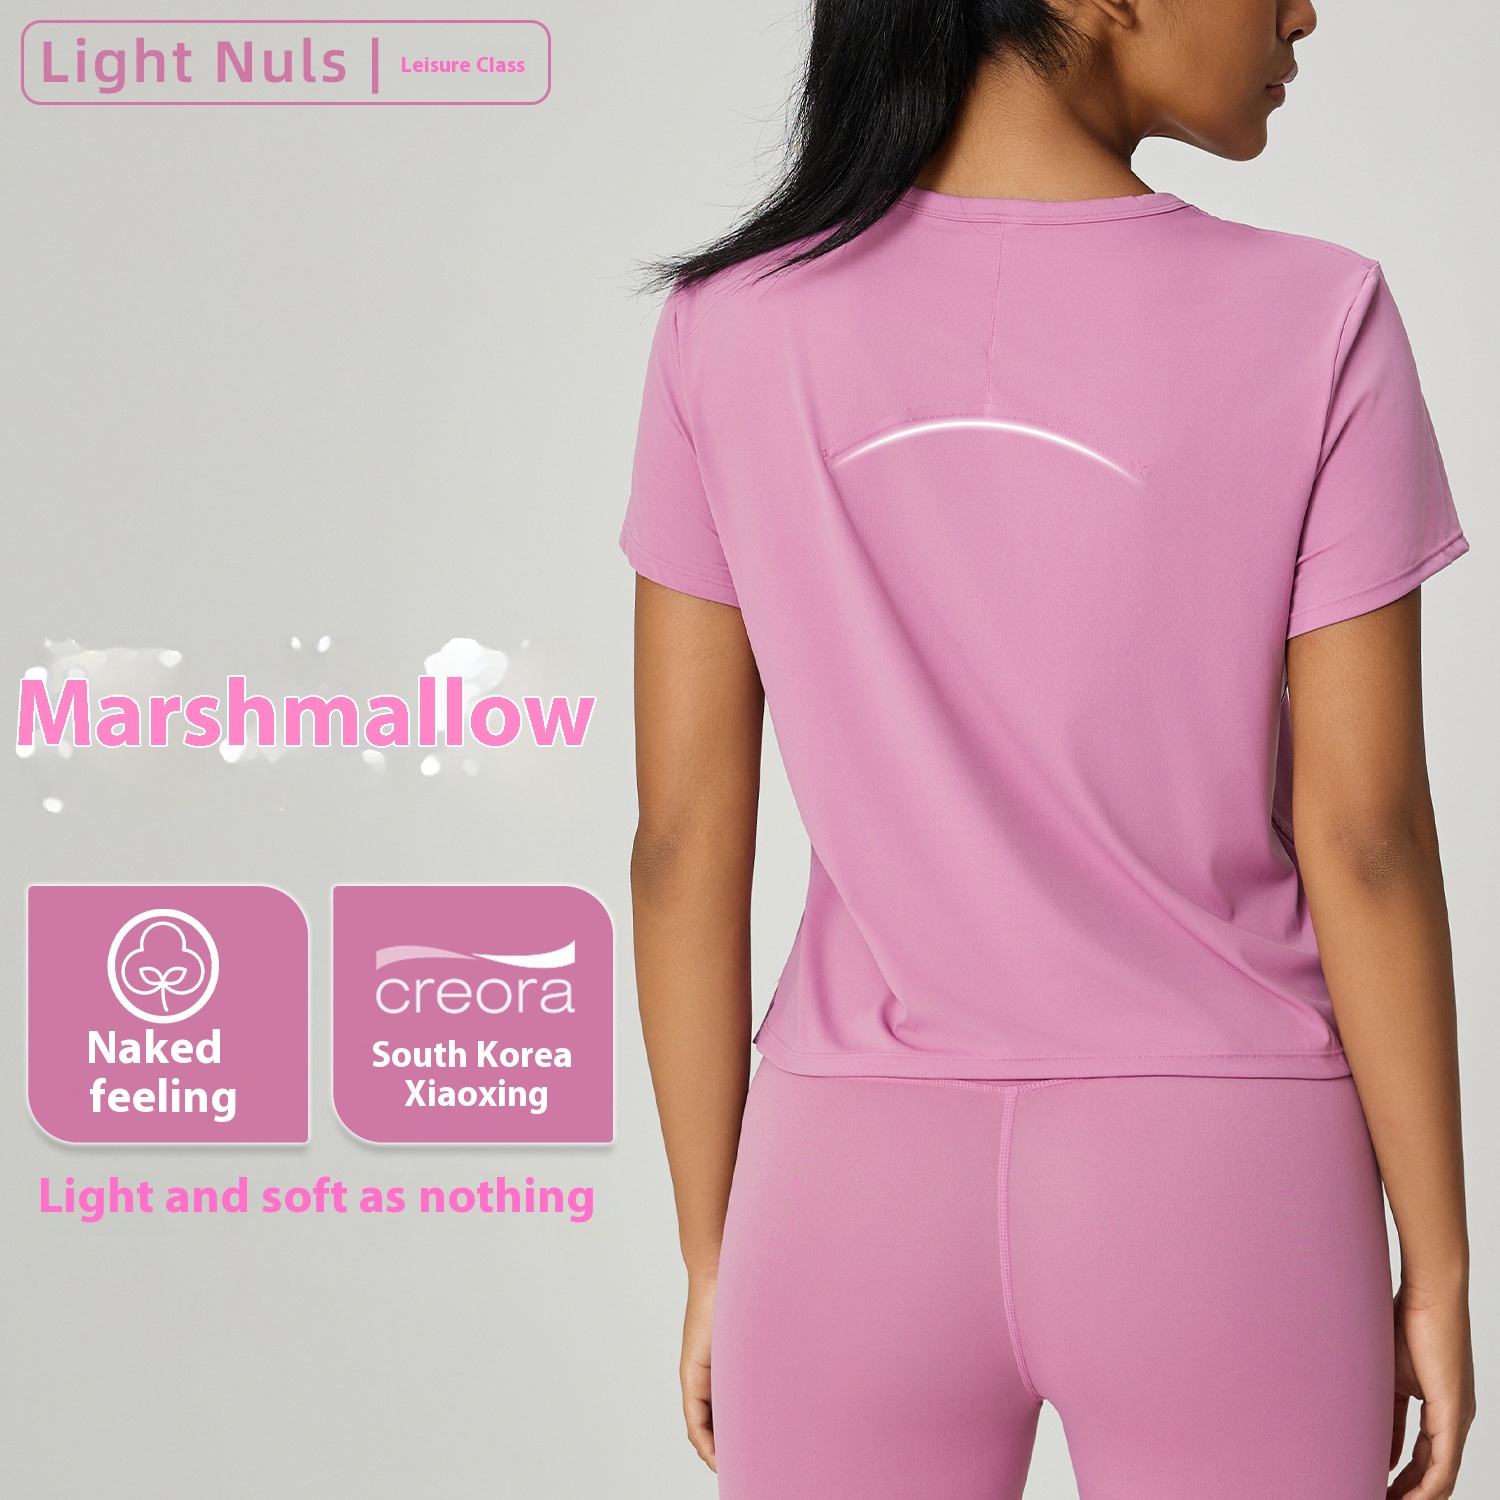 Light Nuls | Leisure Class
Marshmallow
Naked
feeling
creora
South Korea
Xiaoxing
Light and soft as nothing